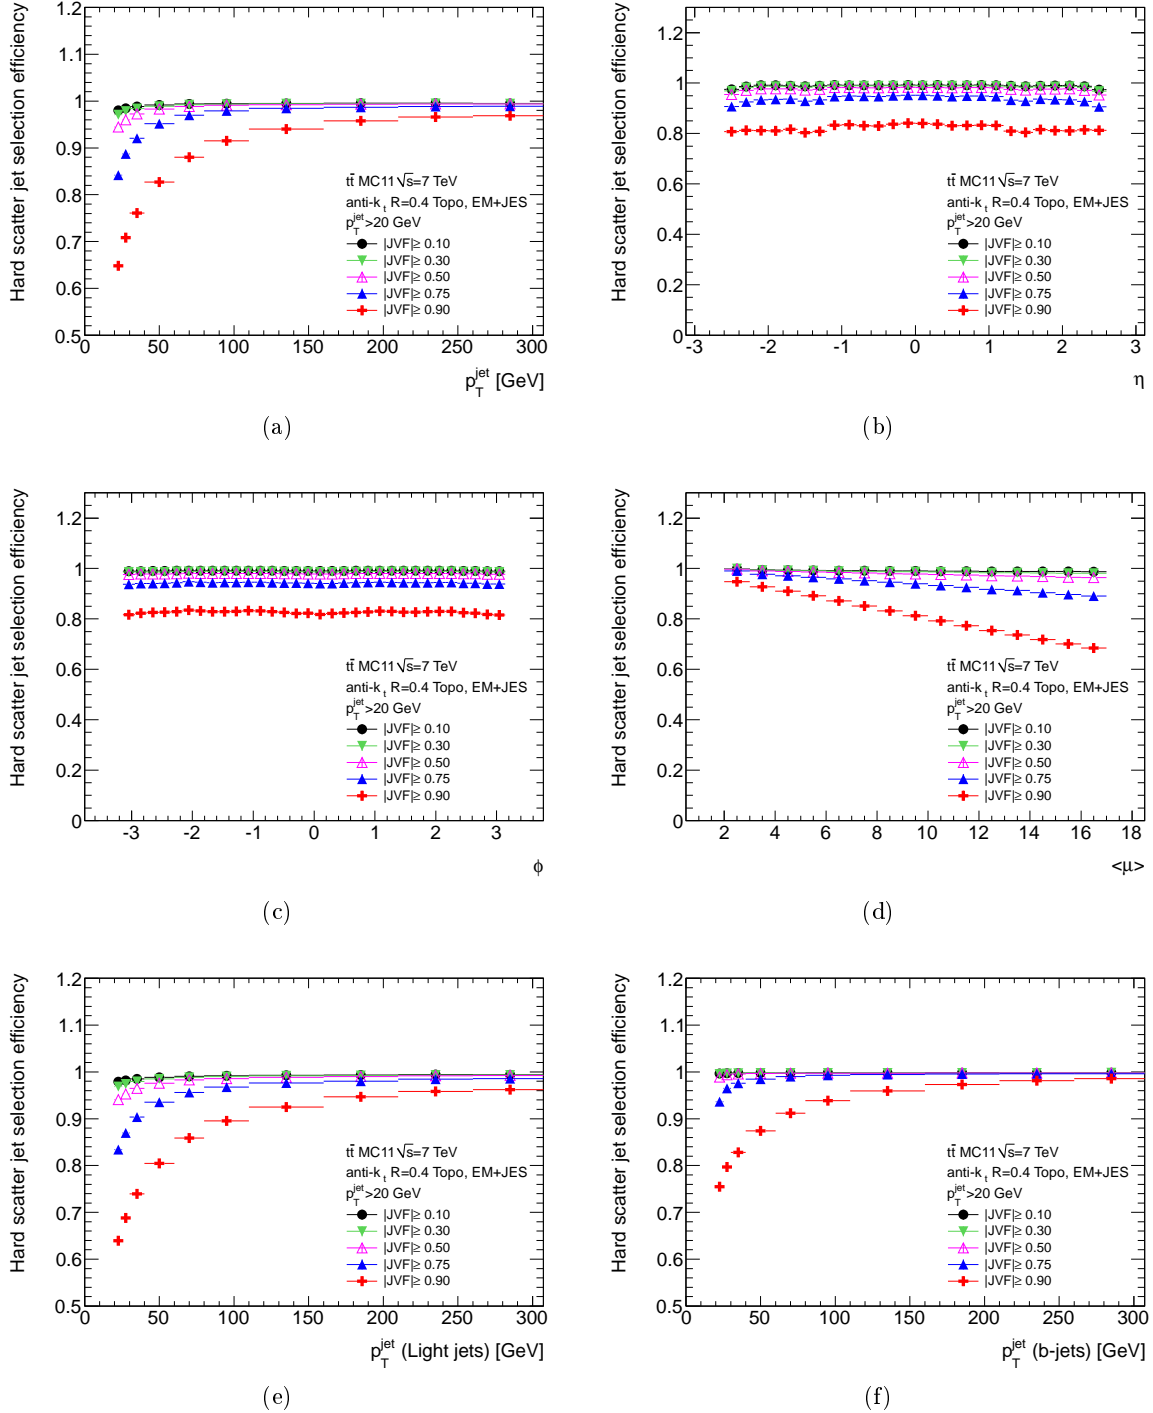 Hard scatter jet selection efficiency
1.2
1.1
1
0.9
0.8
0.7
0.6
0.5
tt̄ MC11 √s=7 TeV
anti-k_t R=0.4 Topo, EM+JES
p_T^jet >20 GeV
|JVF|≥ 0.10
|JVF|≥ 0.30
|JVF|≥ 0.50
|JVF|≥ 0.75
|JVF|≥ 0.90
0 50 100 150 200 250 300
p_T^jet [GeV]
(a)
Hard scatter jet selection efficiency
1.2
1
0.8
0.6
0.4
0.2
0
tt̄ MC11 √s=7 TeV
anti-k_t R=0.4 Topo, EM+JES
p_T^jet >20 GeV
|JVF|≥ 0.10
|JVF|≥ 0.30
|JVF|≥ 0.50
|JVF|≥ 0.75
|JVF|≥ 0.90
-3 -2 -1 0 1 2 3
η
(b)
Hard scatter jet selection efficiency
1.2
1
0.8
0.6
0.4
0.2
0
tt̄ MC11 √s=7 TeV
anti-k_t R=0.4 Topo, EM+JES
p_T^jet >20 GeV
|JVF|≥ 0.10
|JVF|≥ 0.30
|JVF|≥ 0.50
|JVF|≥ 0.75
|JVF|≥ 0.90
-3 -2 -1 0 1 2 3
ϕ
(c)
Hard scatter jet selection efficiency
1.2
1
0.8
0.6
0.4
0.2
0
tt̄ MC11 √s=7 TeV
anti-k_t R=0.4 Topo, EM+JES
p_T^jet >20 GeV
|JVF|≥ 0.10
|JVF|≥ 0.30
|JVF|≥ 0.50
|JVF|≥ 0.75
|JVF|≥ 0.90
2 4 6 8 10 12 14 16 18
<μ>
(d)
Hard scatter jet selection efficiency
1.2
1.1
1
0.9
0.8
0.7
0.6
0.5
tt̄ MC11 √s=7 TeV
anti-k_t R=0.4 Topo, EM+JES
p_T^jet >20 GeV
|JVF|≥ 0.10
|JVF|≥ 0.30
|JVF|≥ 0.50
|JVF|≥ 0.75
|JVF|≥ 0.90
0 50 100 150 200 250 300
p_T^jet (Light jets) [GeV]
(e)
Hard scatter jet selection efficiency
1.2
1.1
1
0.9
0.8
0.7
0.6
0.5
tt̄ MC11 √s=7 TeV
anti-k_t R=0.4 Topo, EM+JES
p_T^jet >20 GeV
|JVF|≥ 0.10
|JVF|≥ 0.30
|JVF|≥ 0.50
|JVF|≥ 0.75
|JVF|≥ 0.90
0 50 100 150 200 250 300
p_T^jet (b-jets) [GeV]
(f)